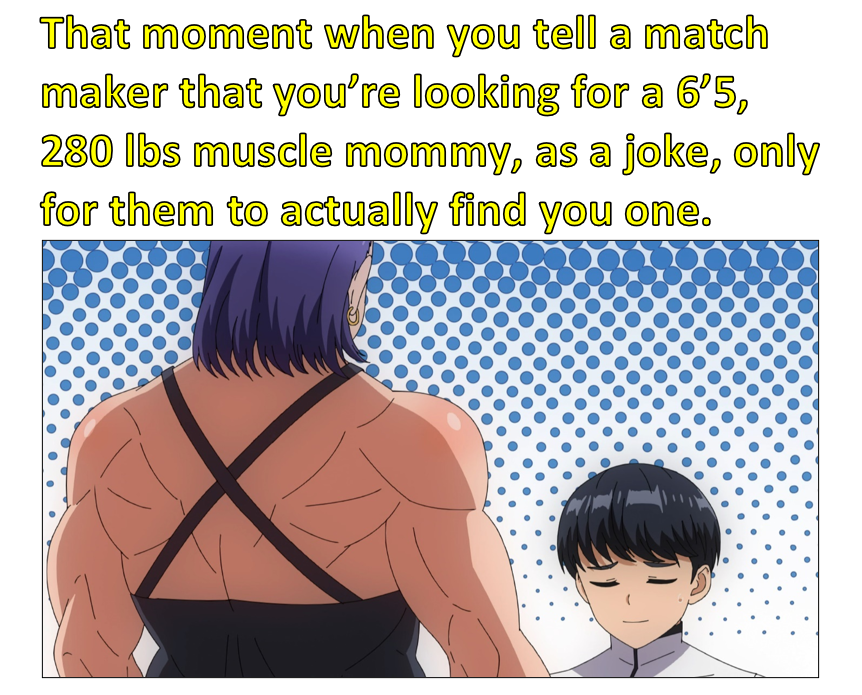 That moment when you tell a match
maker that you’re looking for a 6’5,
280 lbs muscle mommy, as a joke, only
for them to actually find you one.